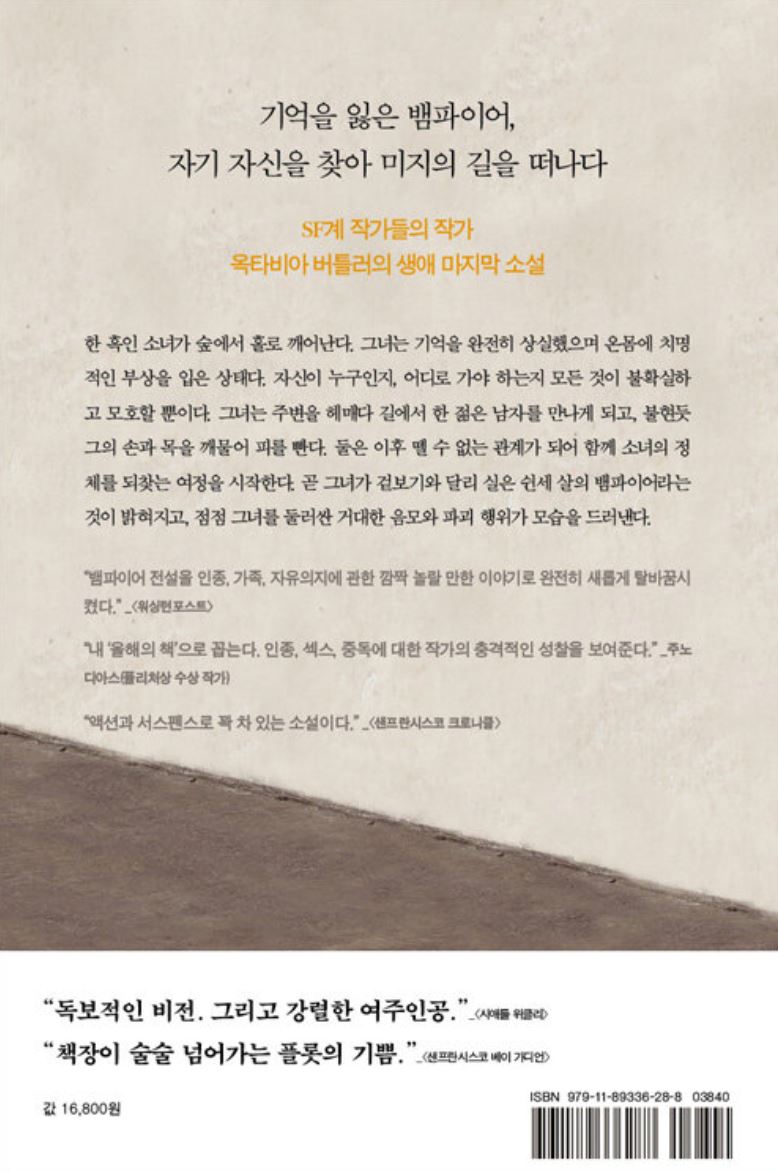 기억을 잃은 뱀파이어,
자기 자신을 찾아 미지의 길을 떠나다
SF계 작가들의 작가
옥타비아 버틀러의 생애 마지막 소설
한 흑인 소녀가 숲에서 홀로 깨어난다. 그녀는 기억을 완전히 상실했으며 온몸에 치명
적인 부상을 입은 상태다. 자신이 누구인지, 어디로 가야 하는지 모든 것이 불확실하
고 모호할 뿐이다. 그녀는 주변을 헤매다 길에서 한 젊은 남자를 만나게 되고, 불현듯
그의 손과 목을 깨물어 피를 빤다. 둘은 이후 뗄 수 없는 관계가 되어 함께 소녀의 정
체를 되찾는 여정을 시작한다. 곧 그녀가 겉보기와 달리 실은 쉰세 살의 뱀파이어라는
것이 밝혀지고, 점점 그녀를 둘러싼 거대한 음모와 파괴 행위가 모습을 드러낸다.
“뱀파이어 전설을 인종, 가족, 자유의지에 관한 깜짝 놀랄 만한 이야기로 완전히 새롭게 탈바꿈시
켰다.” _〈워싱턴포스트〉
“내 ‘올해의 책’으로 꼽는다. 인종, 섹스, 중독에 대한 작가의 충격적인 성찰을 보여준다.” _주노
디아스(퓰리처상 수상 작가)
“액션과 서스펜스로 꽉 차 있는 소설이다.” _〈샌프란시스코 크로니클〉
“독보적인 비전. 그리고 강렬한 여주인공.”_〈시애틀 위클리〉
“책장이 술술 넘어가는 플롯의 기쁨.”_〈샌프란시스코 베이 가디언〉
값 16,800원
ISBN 979-11-89336-28-8 03840